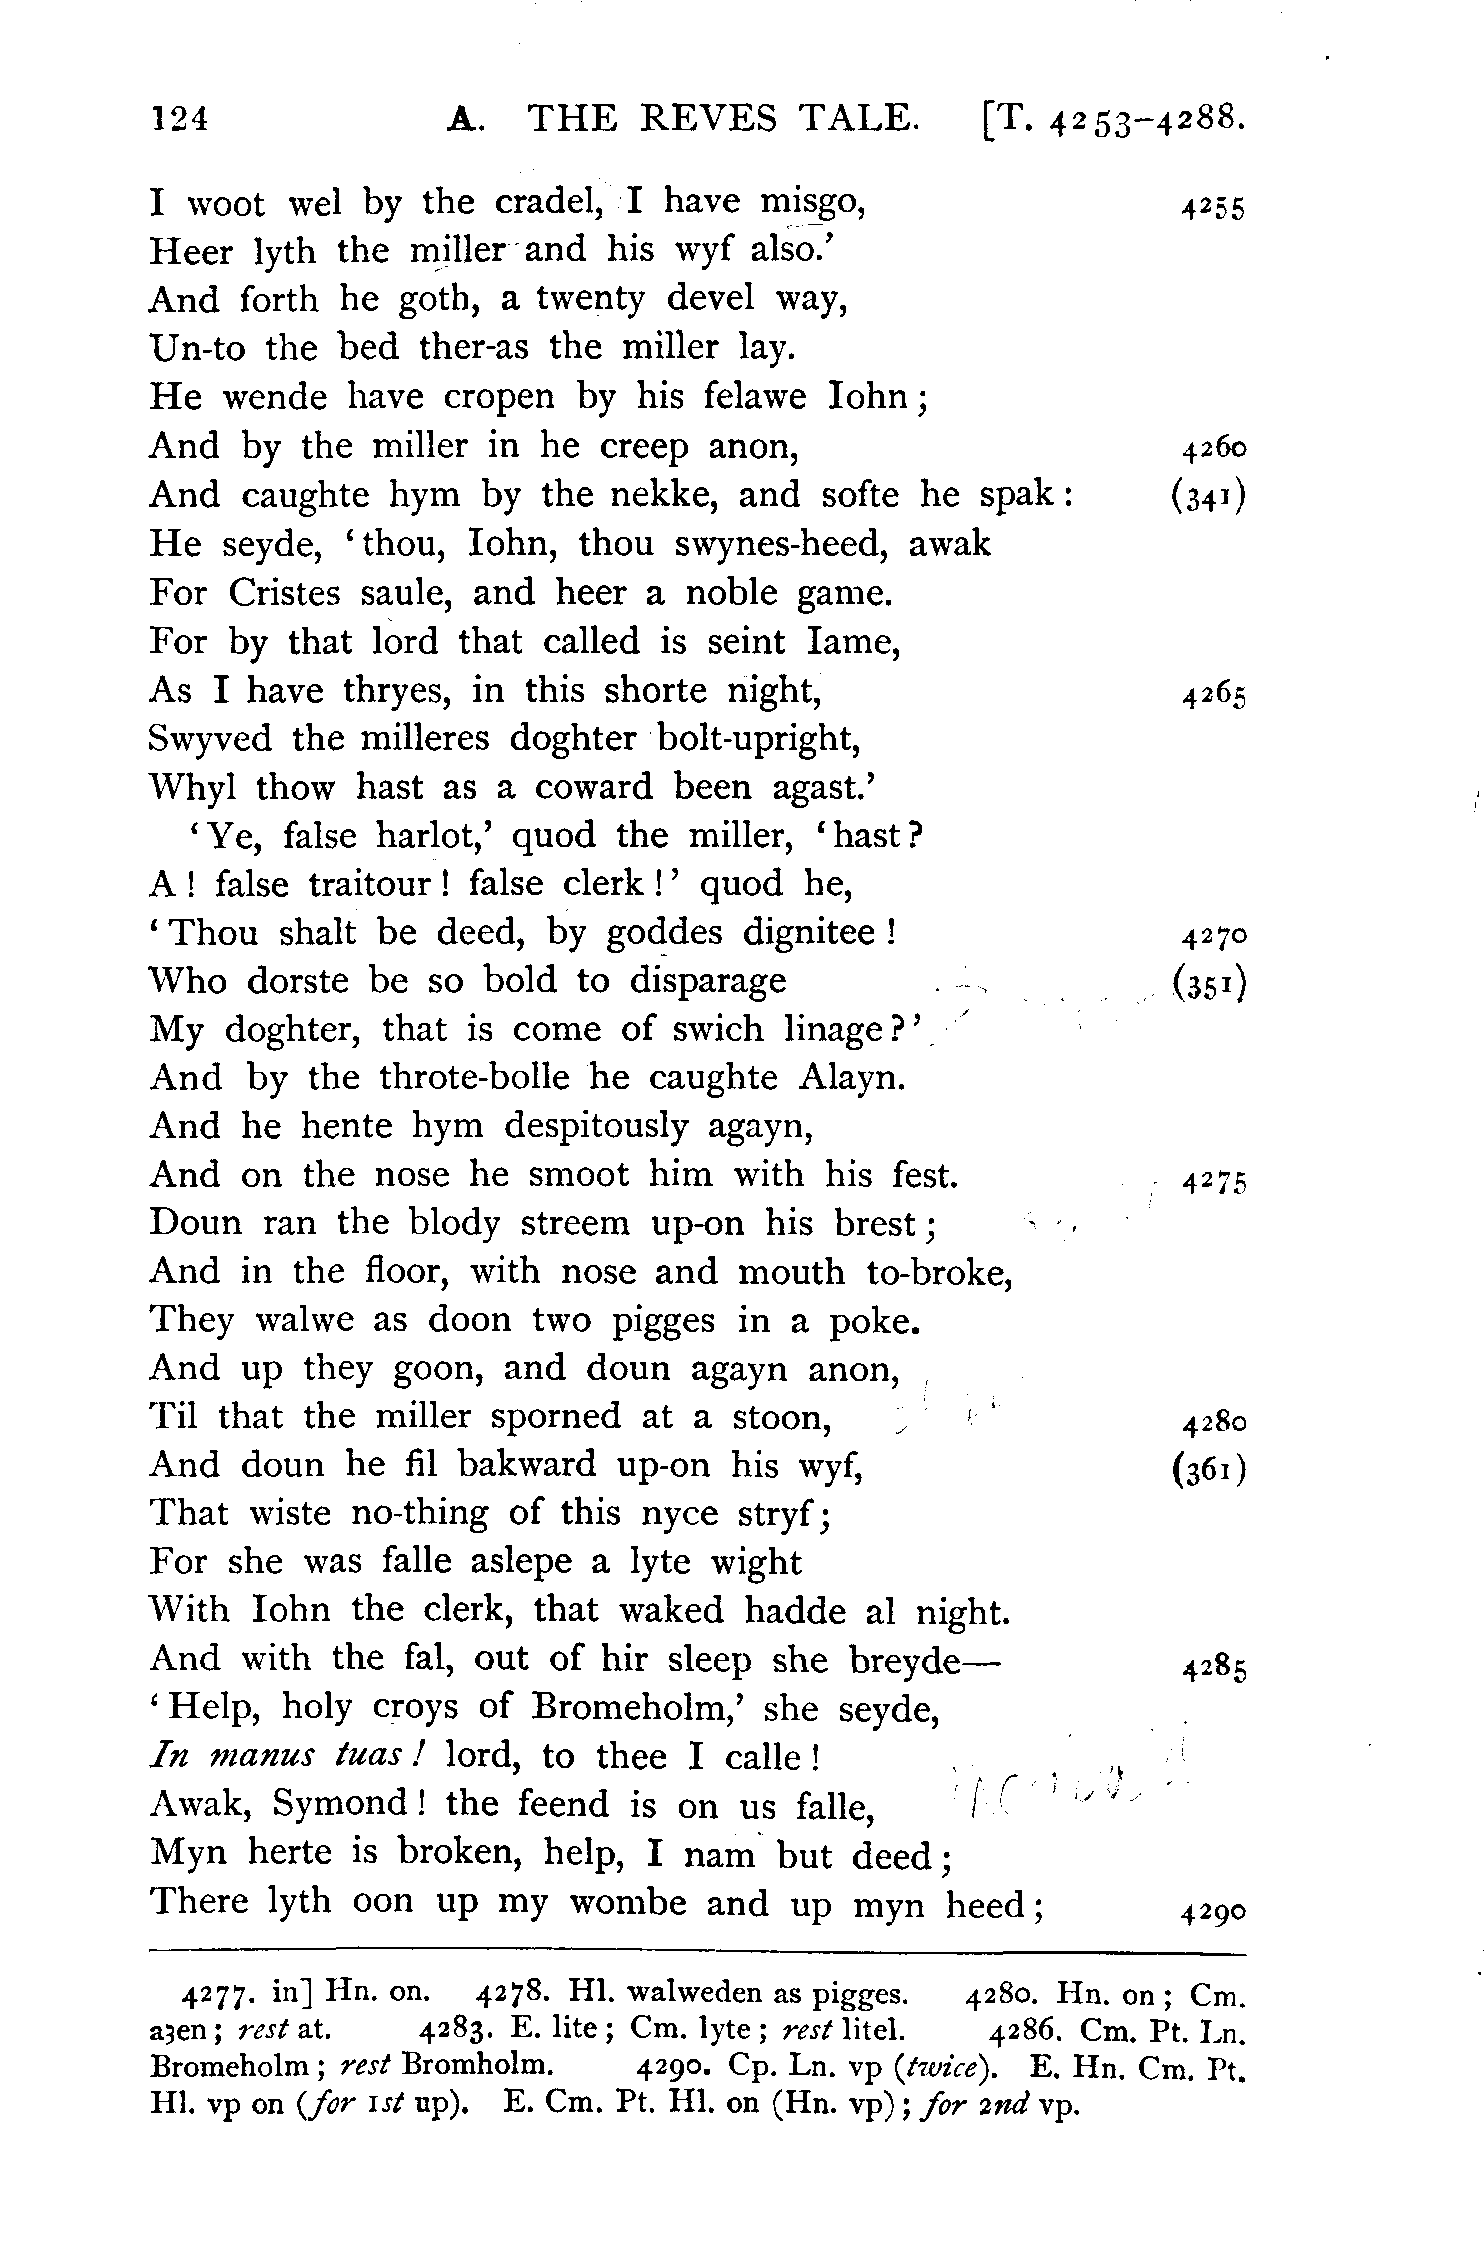 124 A. THE REVES TALE. [T. 4253–4288.
I woot wel by the cradel, I have misgo, 4255
Heer lyth the miller and his wyf also.’
And forth he goth, a twenty devel way,
Un-to the bed ther-as the miller lay.
He wende have cropen by his felawe Iohn ;
And by the miller in he creep anon, 4260
And caughte hym by the nekke, and softe he spak : (341)
He seyde, ‘ thou, Iohn, thou swynes-heed, awak
For Cristes saule, and heer a noble game.
For by that lord that called is seint Iame,
As I have thryes, in this shorte night, 4265
Swyved the milleres doghter bolt-upright,
Whyl thow hast as a coward been agast.’
‘ Ye, false harlot,’ quod the miller, ‘ hast ?
A ! false traitour ! false clerk ! ’ quod he,
‘ Thou shalt be deed, by goddes dignitee ! 4270
Who dorste be so bold to disparage (351)
My doghter, that is come of swich linage ? ’
And by the throte-bolle he caughte Alayn.
And he hente hym despitously agayn,
And on the nose he smoot him with his fest. 4275
Doun ran the blody streem up-on his brest ;
And in the floor, with nose and mouth to-broke,
They walwe as doon two pigges in a poke.
And up they goon, and doun agayn anon,
Til that the miller sporned at a stoon, 4280
And doun he fil bakward up-on his wyf, (361)
That wiste no-thing of this nyce stryf ;
For she was falle aslepe a lyte wight
With Iohn the clerk, that waked hadde al night.
And with the fal, out of hir sleep she breyde— 4285
‘ Help, holy croys of Bromeholm,’ she seyde,
In manus tuas ! lord, to thee I calle !
Awak, Symond ! the feend is on us falle,
Myn herte is broken, help, I nam but deed ;
There lyth oon up my wombe and up myn heed ; 4290
4277. in] Hn. on. 4278. Hl. walweden as pigges. 4280. Hn. on ; Cm.
aȝen ; rest at. 4283. E. lite ; Cm. lyte ; rest litel. 4286. Cm. Pt. Ln.
Bromeholm ; rest Bromholm. 4290. Cp. Ln. vp (twice). E. Hn. Cm. Pt.
Hl. vp on (for 1st up). E. Cm. Pt. Hl. on (Hn. vp) ; for 2nd vp.